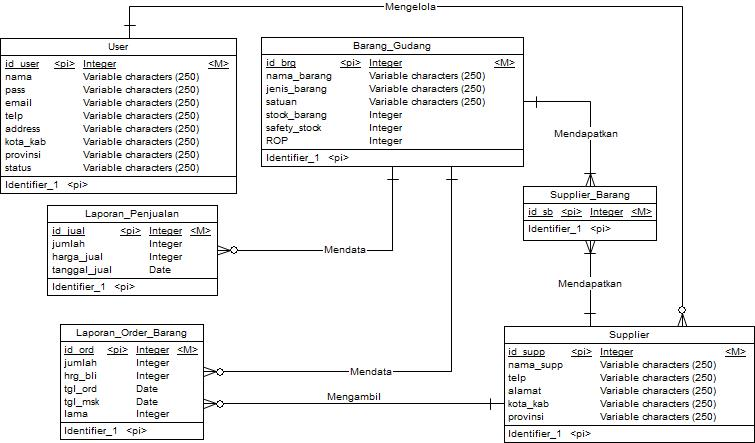 Mengelola
User
id_user <pi> Integer <M>
nama Variable characters (250)
pass Variable characters (250)
email Variable characters (250)
telp Variable characters (250)
address Variable characters (250)
kota_kab Variable characters (250)
provinsi Variable characters (250)
status Variable characters (250)
Identifier_1 <pi>
Barang_Gudang
id_brg <pi> Integer <M>
nama_barang Variable characters (250)
jenis_barang Variable characters (250)
satuan Variable characters (250)
stock_barang Integer
safety_stock Integer
ROP Integer
Identifier_1 <pi>
Mendapatkan
Supplier_Barang
id_sb <pi> Integer <M>
Identifier_1 <pi>
Laporan_Penjualan
id_jual <pi> Integer <M>
jumlah Integer
harga_jual Integer
tanggal_jual Date
Identifier_1 <pi>
Mendata
Mendapatkan
Laporan_Order_Barang
id_ord <pi> Integer <M>
jumlah Integer
hrg_bli Integer
tgl_ord Date
tgl_msk Date
lama Integer
Identifier_1 <pi>
Mendata
Mengambil
Supplier
id_supp <pi> Integer <M>
nama_supp Variable characters (250)
telp Variable characters (250)
alamat Variable characters (250)
kota_kab Variable characters (250)
provinsi Variable characters (250)
Identifier_1 <pi>